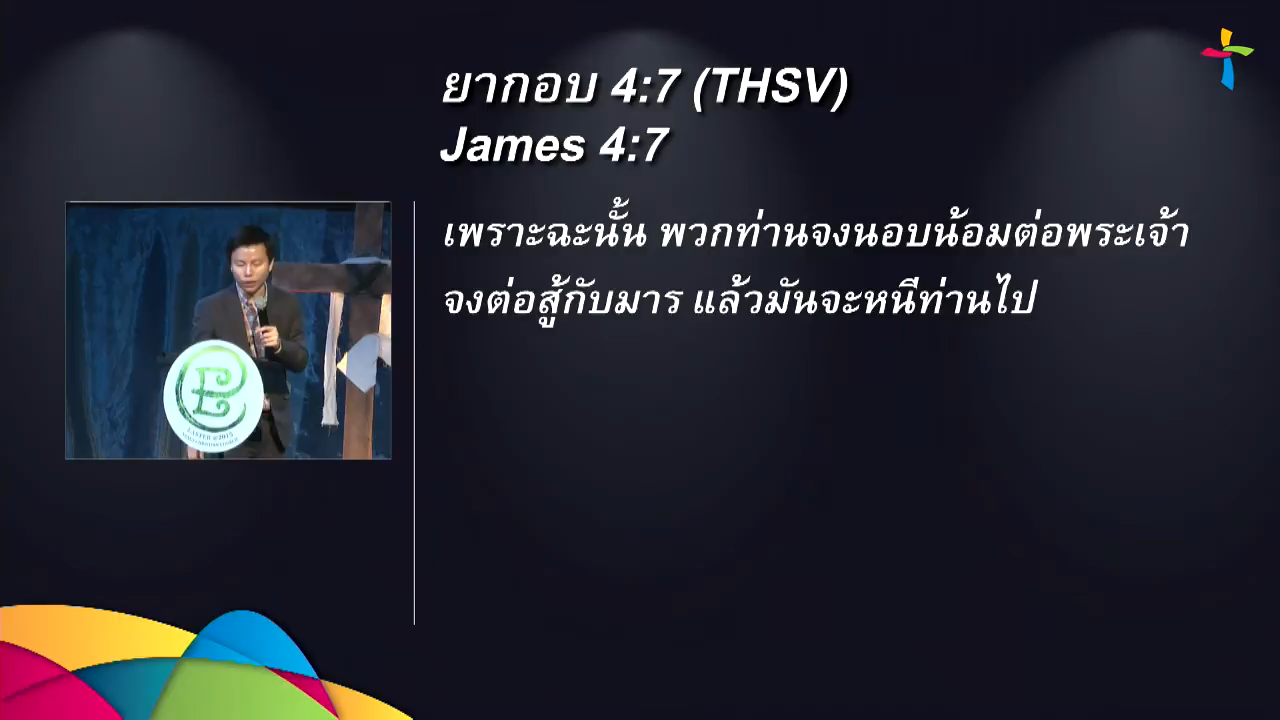 ยากอบ 4:7 (THSV)
James 4:7
เพราะฉะนั้น พวกท่านจงนอบน้อมต่อพระเจ้า
จงต่อสู้กับมาร แล้วมันจะหนีท่านไป
EASTER @2015